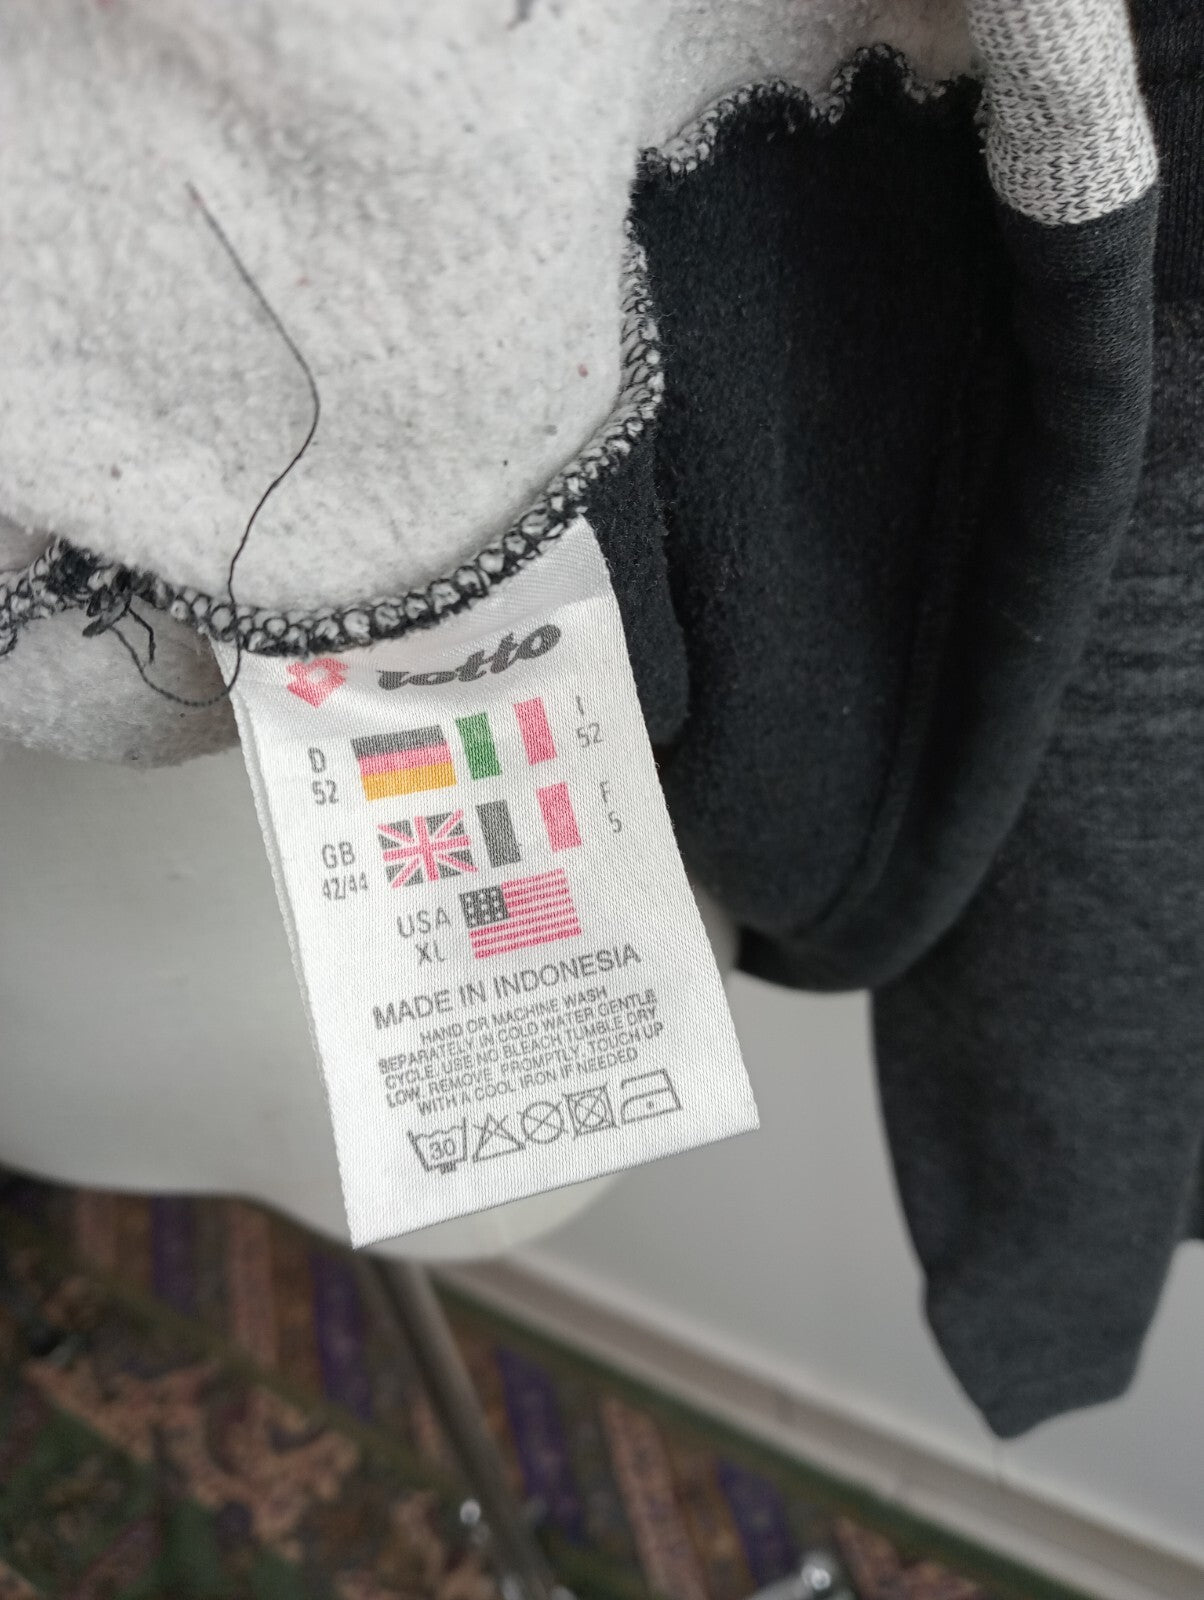 lotto
D I
52 52
GB F
42/44 5
USA
XL
MADE IN INDONESIA
HAND OR MACHINE WASH
SEPARATELY IN COLD WATER GENTLE
CYCLE, USE NO BLEACH TUMBLE DRY
LOW, REMOVE, PROMPTLY, TOUCH UP
WITH A COOL IRON IF NEEDED
30